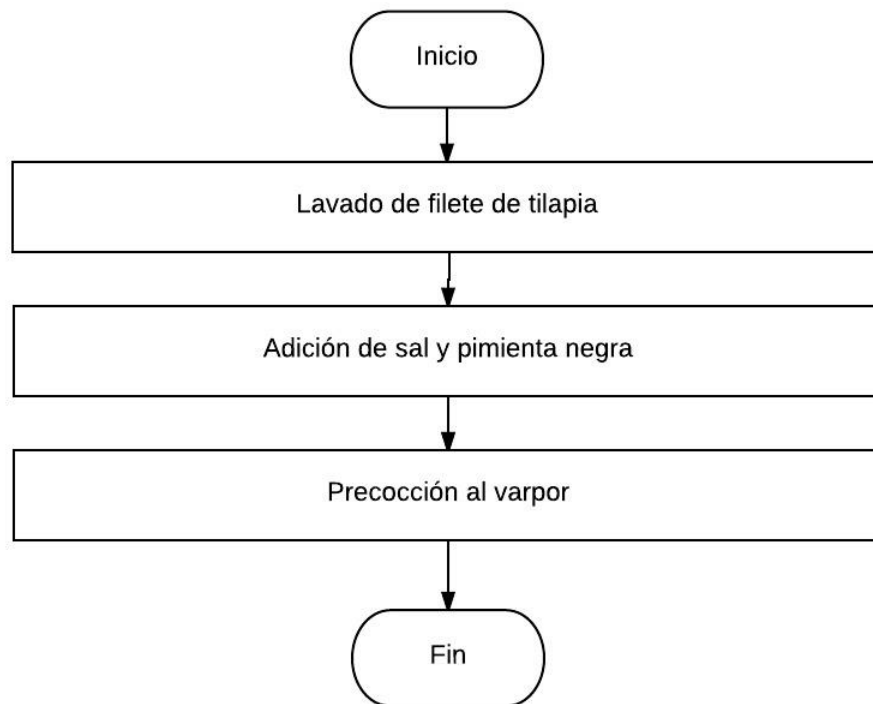 Inicio
Lavado de filete de tilapia
Adición de sal y pimienta negra
Precocción al varpor
Fin